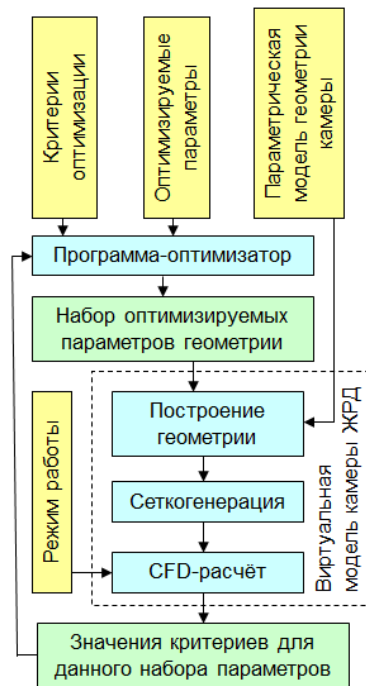 Критерии
оптимизации
Оптимизируемые
параметры
Параметрическая
модель геометрии
камеры
Программа-оптимизатор
Набор оптимизируемых
параметров геометрии
Построение
геометрии
Сеткогенерация
CFD-расчёт
Режим работы
Виртуальная
модель камеры ЖРД
Значения критериев для
данного набора параметров